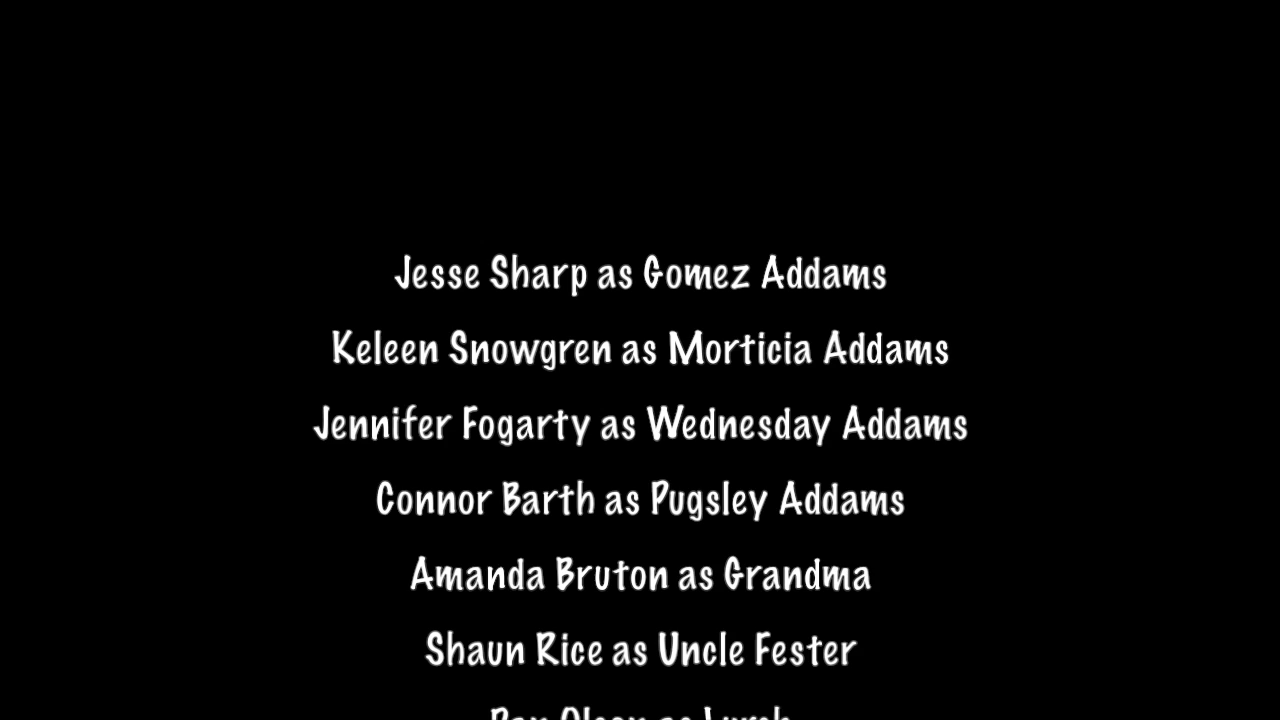 Jesse Sharp as Gomez Addams
Keleen Snowgren as Morticia Addams
Jennifer Fogarty as Wednesday Addams
Connor Barth as Pugsley Addams
Amanda Bruton as Grandma
Shaun Rice as Uncle Fester
as